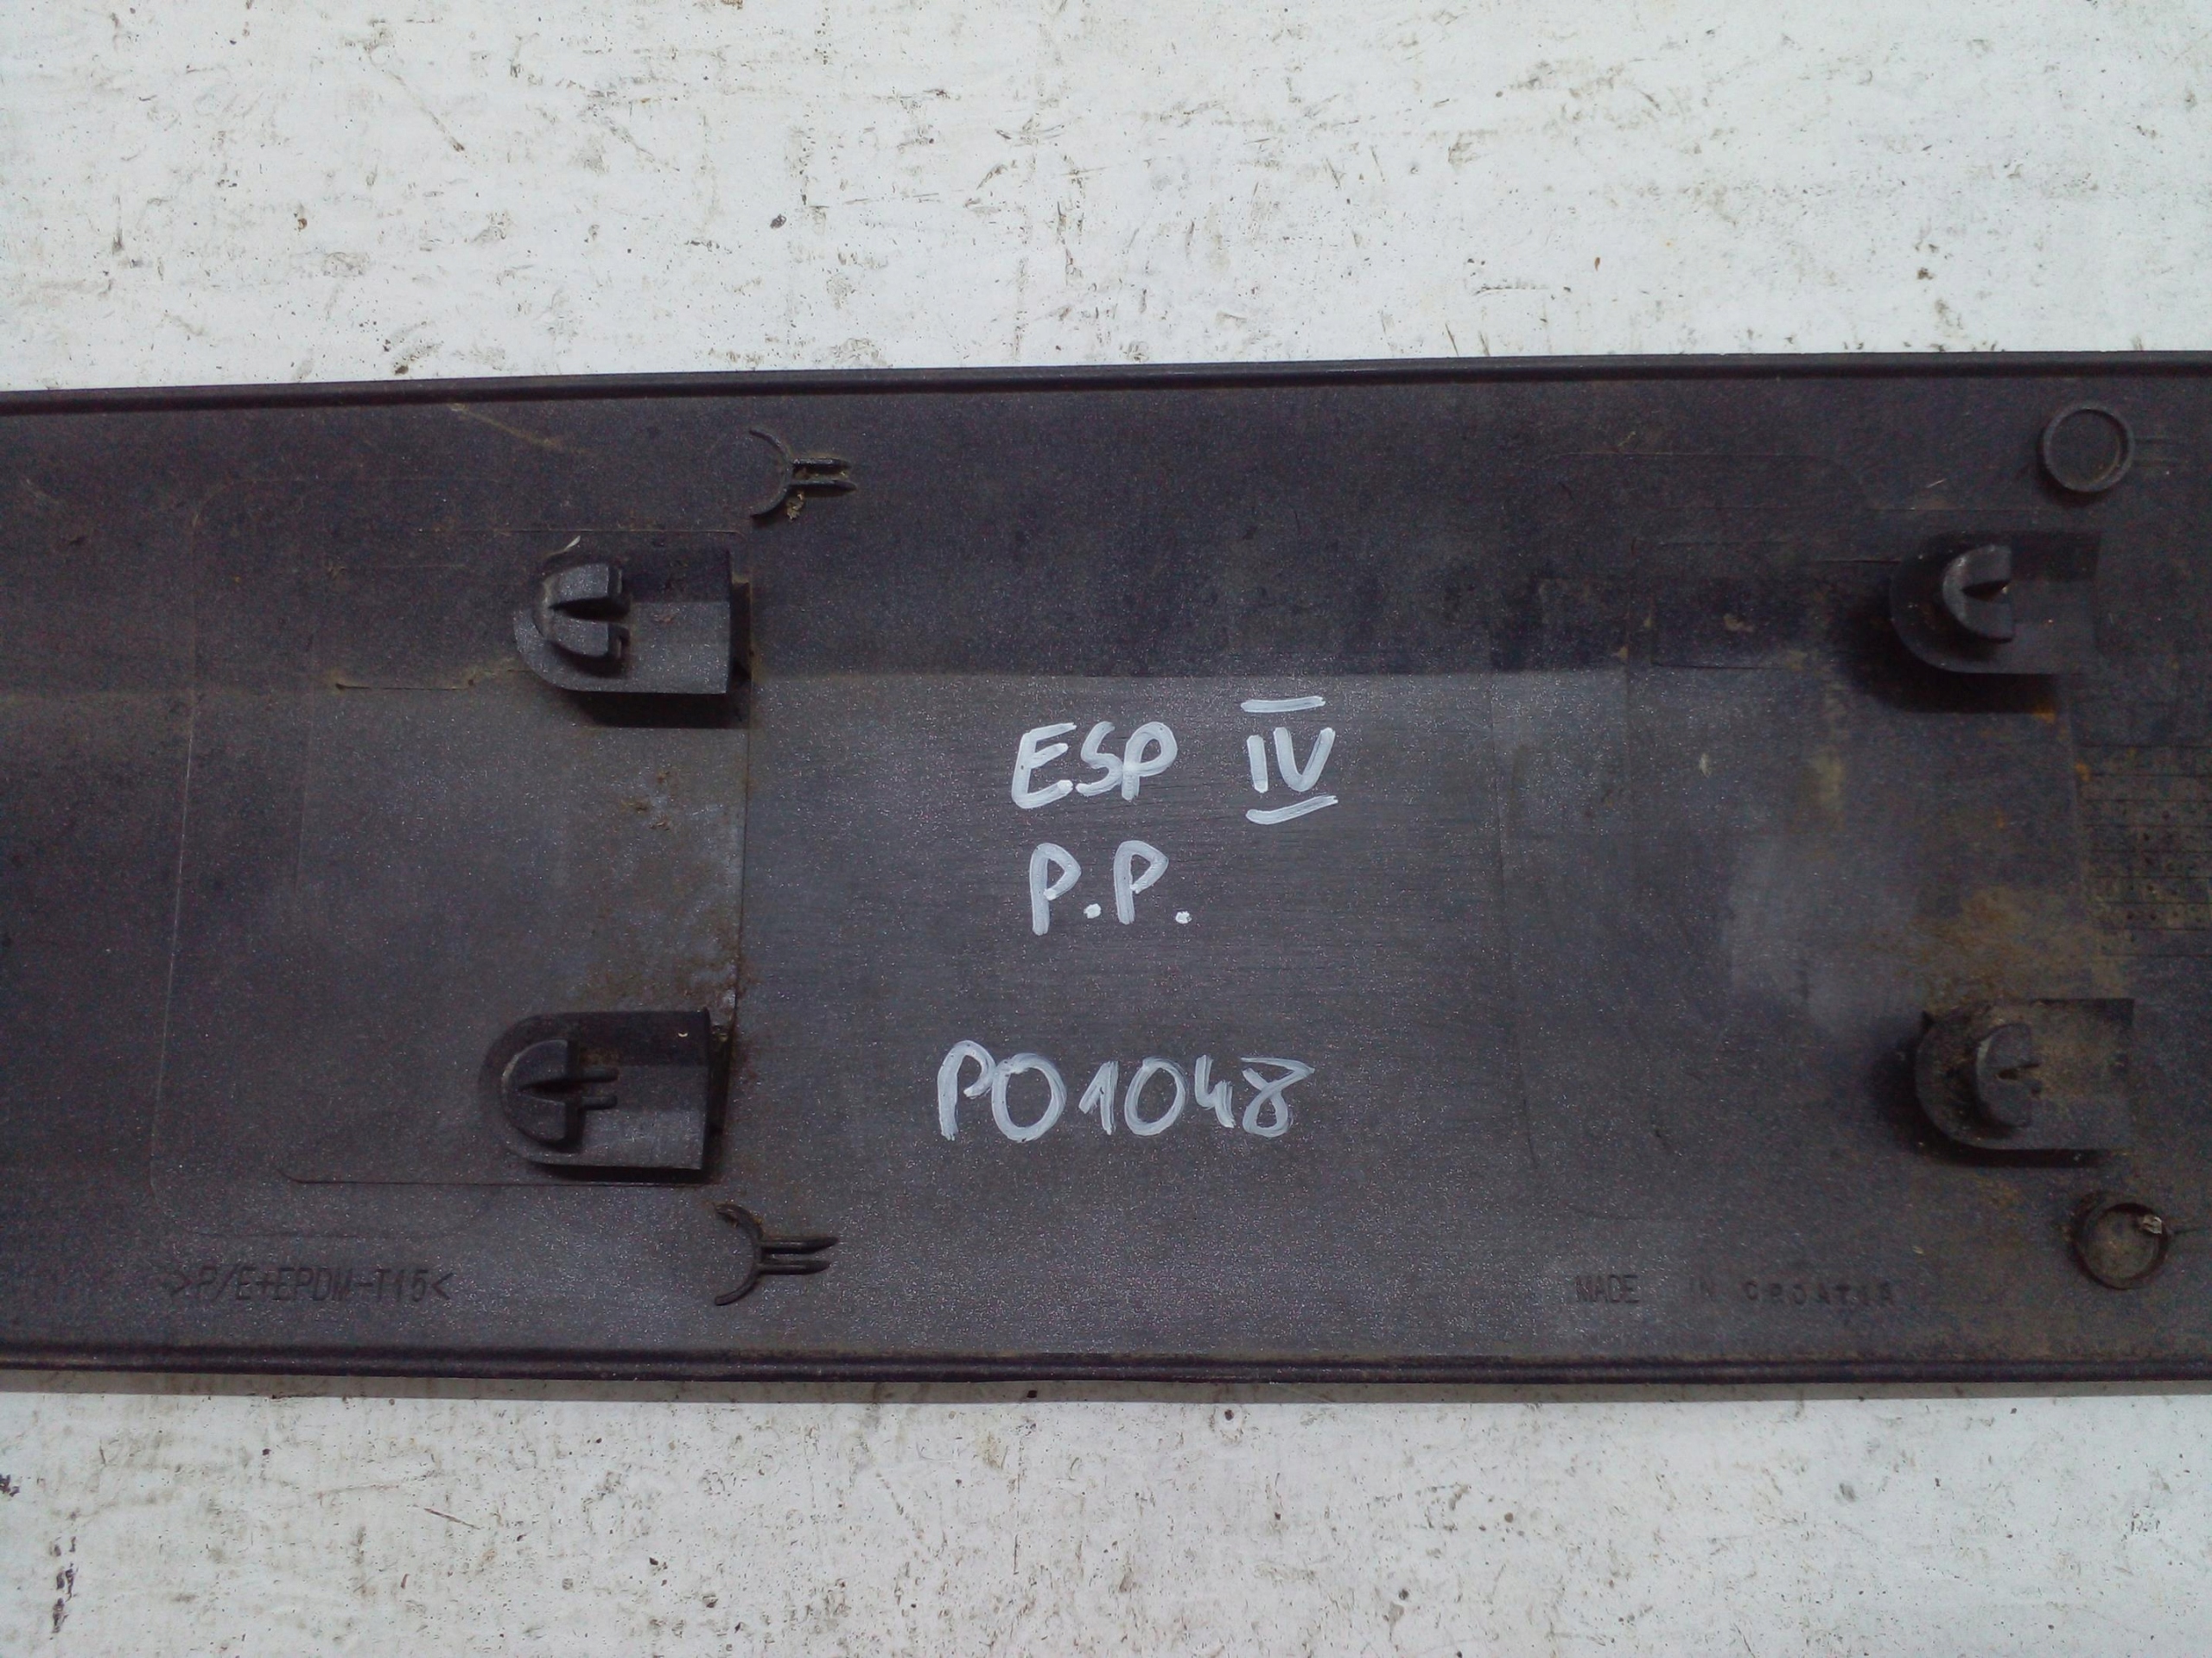 ESP IV
P.P.
PO1048
>P/E+EPDM-T15<
MADE IN CROATIA